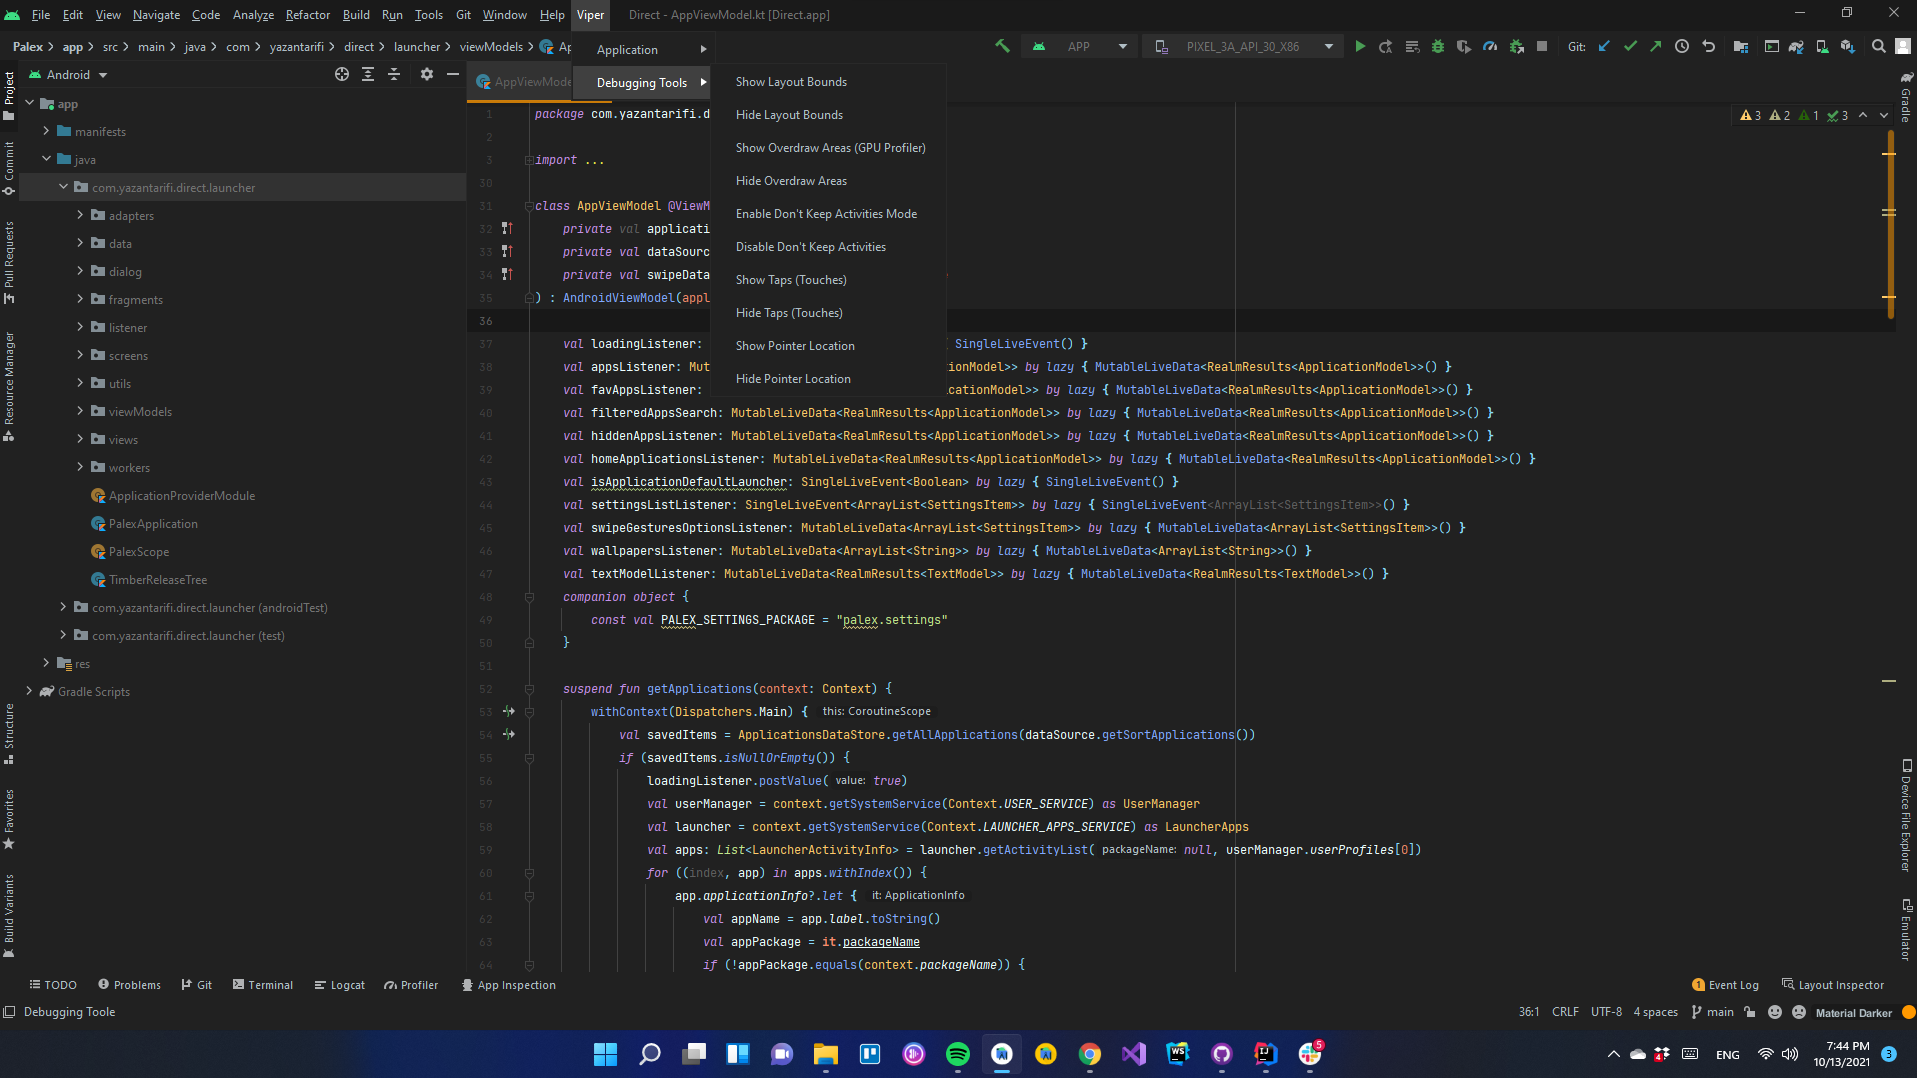 File Edit View Navigate Code Analyze Refactor Build Run Tools Git Window Help Viper Direct - AppViewModel.kt [Direct.app]
Palex app src main java com yazantarifi direct launcher viewModels Ap
APP PIXEL_3A_API_30_X86 Git:
Application
Debugging Tools
Show Layout Bounds
Hide Layout Bounds
Show Overdraw Areas (GPU Profiler)
Hide Overdraw Areas
Enable Don't Keep Activities Mode
Disable Don't Keep Activities
Show Taps (Touches)
Hide Taps (Touches)
Show Pointer Location
Hide Pointer Location
Project
Commit
Pull Requests
Resource Manager
Structure
Favorites
Build Variants
Android
app
manifests
java
com.yazantarifi.direct.launcher
adapters
data
dialog
fragments
listener
screens
utils
viewModels
views
workers
ApplicationProviderModule
PalexApplication
PalexScope
TimberReleaseTree
com.yazantarifi.direct.launcher (androidTest)
com.yazantarifi.direct.launcher (test)
res
Gradle Scripts
AppViewMode
3 2 1 3
1 package com.yazantarifi.d
2
3 import ...
30
31 class AppViewModel @ViewM
32 private val applicati
33 private val dataSourc
34 private val swipeData
35 ) : AndroidViewModel(appl
36
37 val loadingListener: { SingleLiveEvent() }
38 val appsListener: Mut ationModel>> by lazy { MutableLiveData<RealmResults<ApplicationModel>>() }
39 val favAppsListener: icationModel>> by lazy { MutableLiveData<RealmResults<ApplicationModel>>() }
40 val filteredAppsSearch: MutableLiveData<RealmResults<ApplicationModel>> by lazy { MutableLiveData<RealmResults<ApplicationModel>>() }
41 val hiddenAppsListener: MutableLiveData<RealmResults<ApplicationModel>> by lazy { MutableLiveData<RealmResults<ApplicationModel>>() }
42 val homeApplicationsListener: MutableLiveData<RealmResults<ApplicationModel>> by lazy { MutableLiveData<RealmResults<ApplicationModel>>() }
43 val isApplicationDefaultLauncher: SingleLiveEvent<Boolean> by lazy { SingleLiveEvent() }
44 val settingsListListener: SingleLiveEvent<ArrayList<SettingsItem>> by lazy { SingleLiveEvent<ArrayList<SettingsItem>>() }
45 val swipeGesturesOptionsListener: MutableLiveData<ArrayList<SettingsItem>> by lazy { MutableLiveData<ArrayList<SettingsItem>>() }
46 val wallpapersListener: MutableLiveData<ArrayList<String>> by lazy { MutableLiveData<ArrayList<String>>() }
47 val textModelListener: MutableLiveData<RealmResults<TextModel>> by lazy { MutableLiveData<RealmResults<TextModel>>() }
48 companion object {
49 const val PALEX_SETTINGS_PACKAGE = "palex.settings"
50 }
51
52 suspend fun getApplications(context: Context) {
53 withContext(Dispatchers.Main) { this: CoroutineScope
54 val savedItems = ApplicationsDataStore.getAllApplications(dataSource.getSortApplications())
55 if (savedItems.isNullOrEmpty()) {
56 loadingListener.postValue( value: true)
57 val userManager = context.getSystemService(Context.USER_SERVICE) as UserManager
58 val launcher = context.getSystemService(Context.LAUNCHER_APPS_SERVICE) as LauncherApps
59 val apps: List<LauncherActivityInfo> = launcher.getActivityList( packageName: null, userManager.userProfiles[0])
60 for ((index, app) in apps.withIndex()) {
61 app.applicationInfo?.let { it: ApplicationInfo
62 val appName = app.label.toString()
63 val appPackage = it.packageName
64 if (!appPackage.equals(context.packageName)) {
Gradle
Device File Explorer
Emulator
TODO Problems Git Terminal Logcat Profiler App Inspection 1 Event Log Layout Inspector
Debugging Toole 36:1 CRLF UTF-8 4 spaces main Material Darker
WS IJ 5 4 ENG 7:44 PM 3
10/13/2021